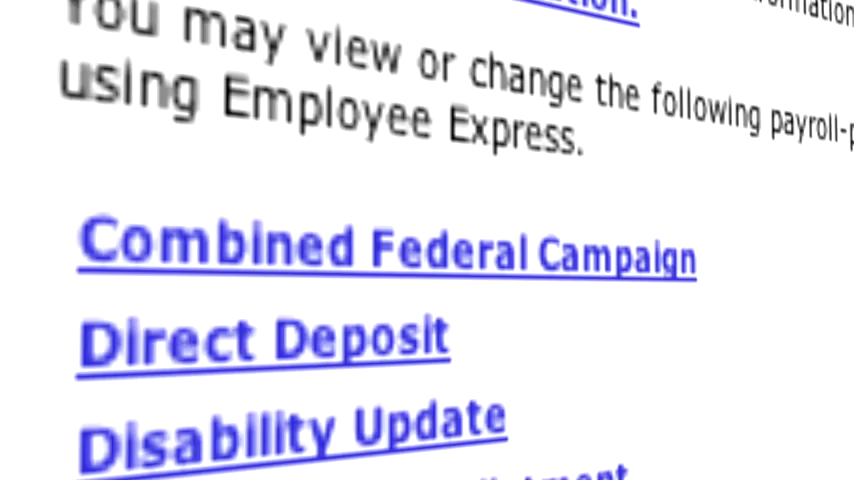 You may view or change the following payroll-
using Employee Express.
Combined Federal Campaign
Direct Deposit
Disability Update